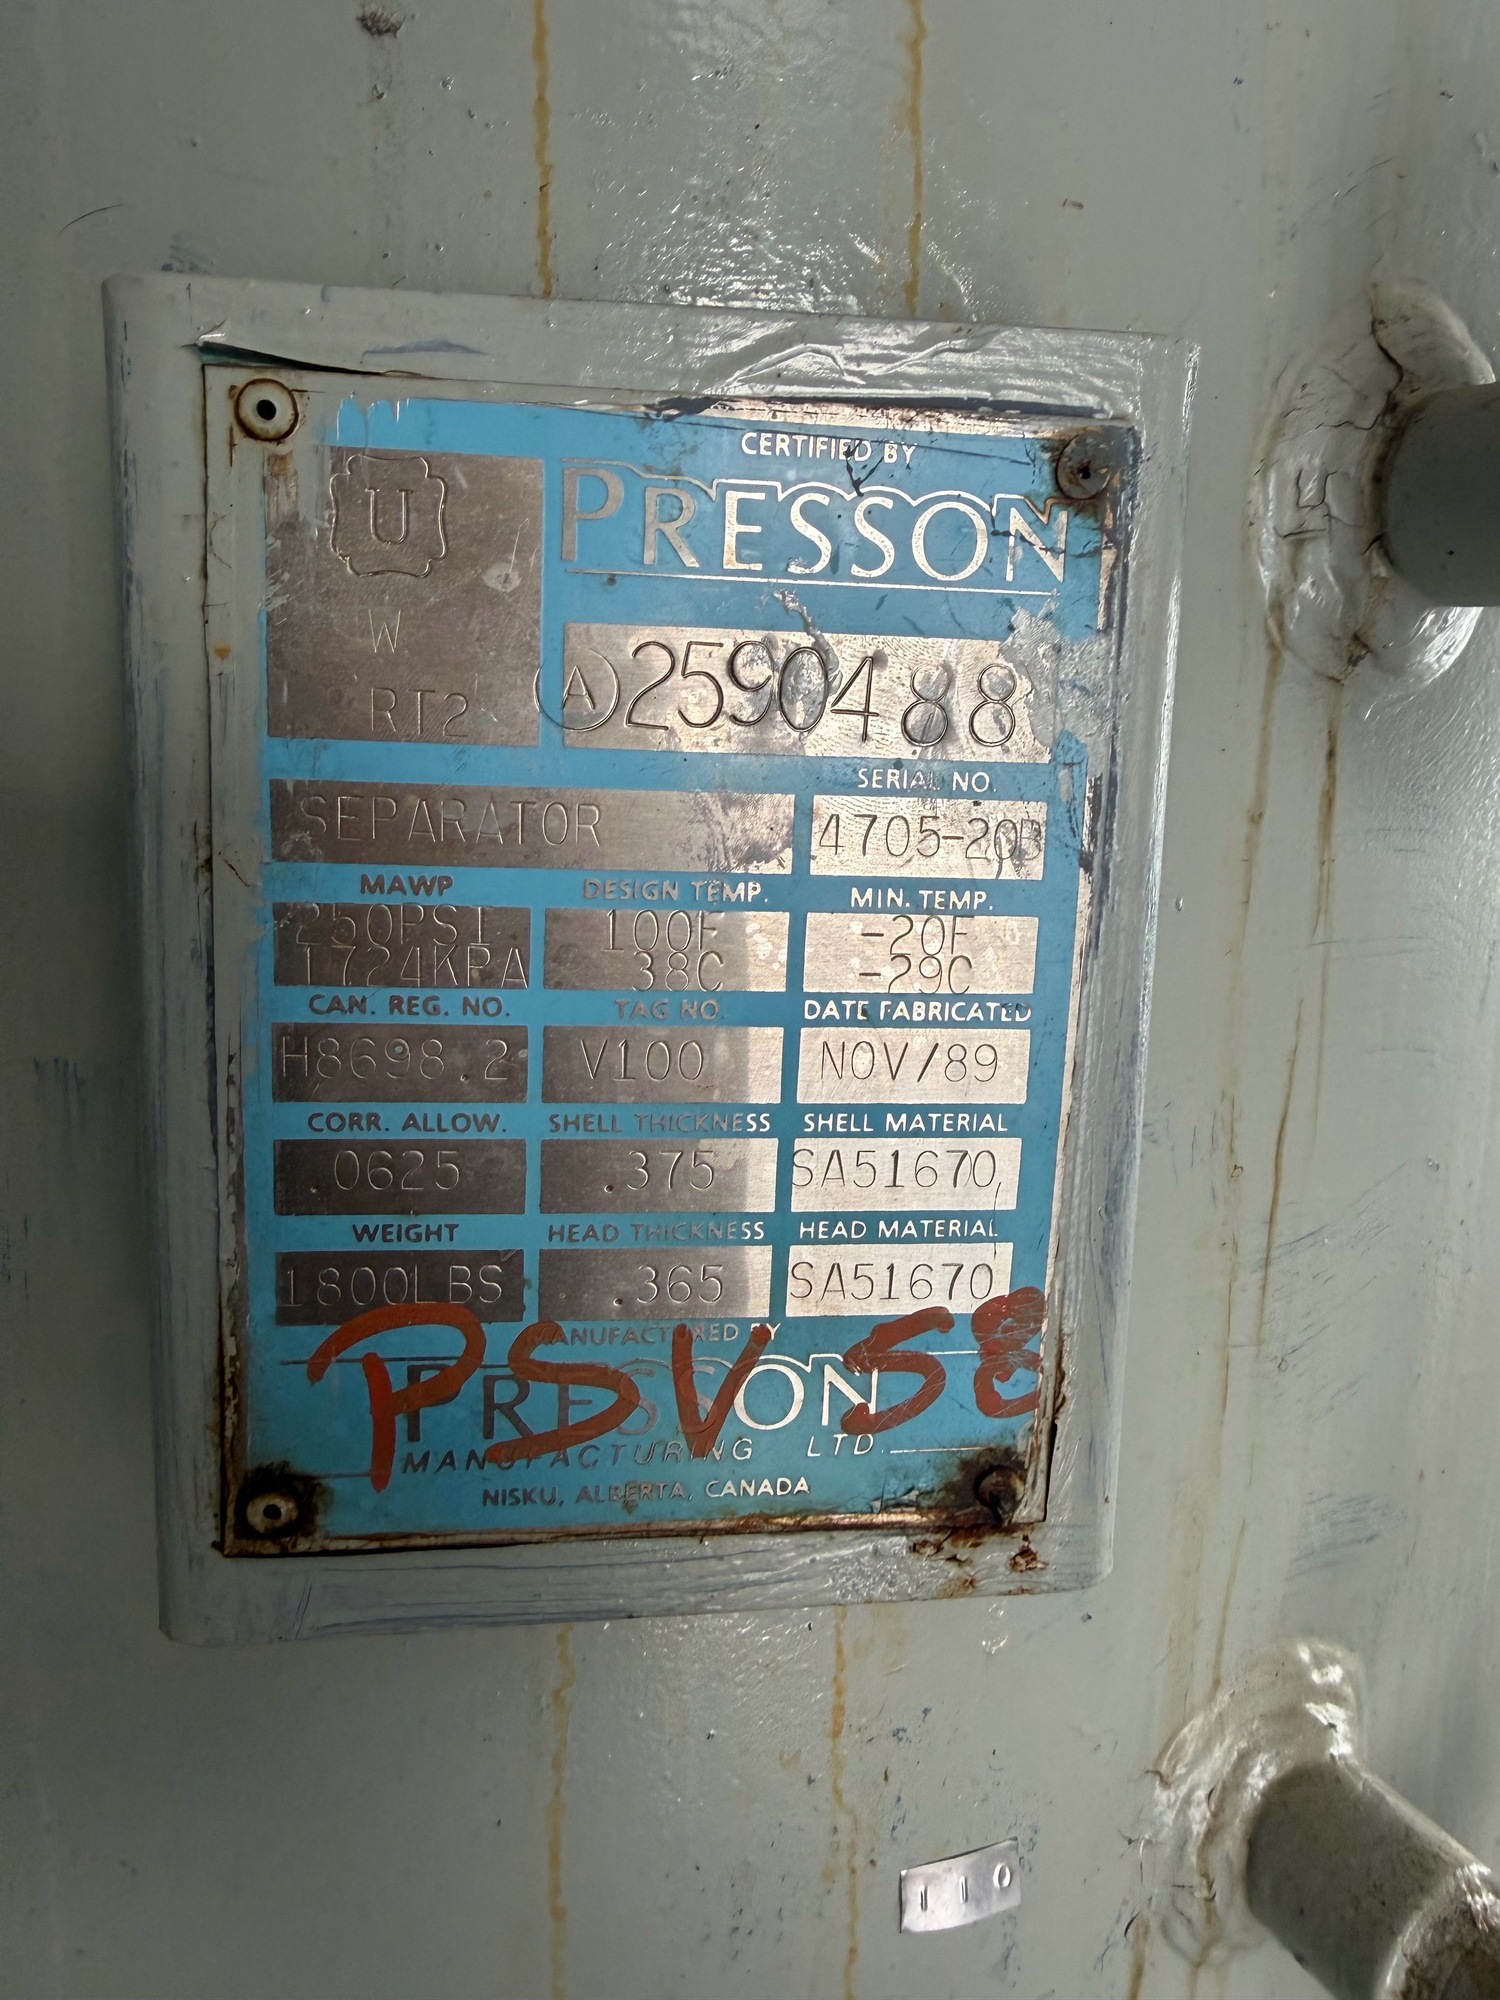 CERTIFIED BY
PRESSON
U
W
RT2
A 2590488
SERIAL NO.
SEPARATOR
4705-20B
MAWP DESIGN TEMP. MIN. TEMP.
250PSI 100F -20F
1724KPA 38C -29C
CAN. REG. NO. TAG NO. DATE FABRICATED
H8698.2 V100 NOV/89
CORR. ALLOW. SHELL THICKNESS SHELL MATERIAL
.0625 .375 SA51670
WEIGHT HEAD THICKNESS HEAD MATERIAL
1800LBS .365 SA51670
PSV 58
MANUFACTURED BY
PRESSON
MANUFACTURING LTD.
NISKU, ALBERTA, CANADA
110